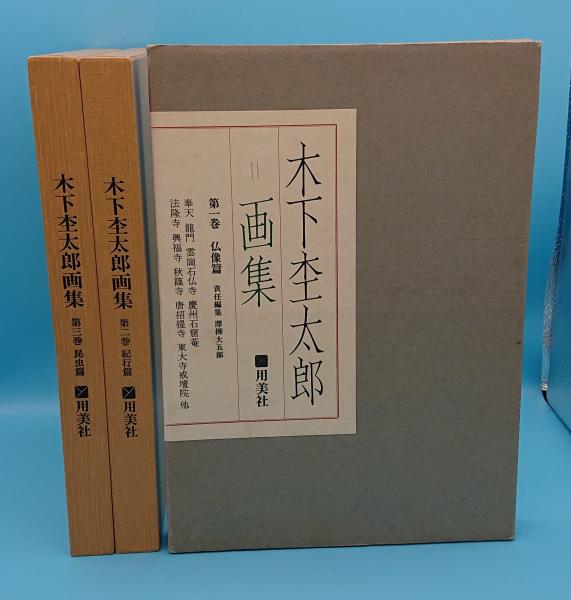 木下杢太郎
画集
第一巻 仏像篇 責任編集 澤柳大五郎
奉天 龍門 雲岡石仏寺 慶州石窟菴
法隆寺 興福寺 秋篠寺 唐招提寺 東大寺戒壇院 他
用美社
木下杢太郎画集 第二巻 紀行篇 用美社
木下杢太郎画集 第三巻 昆虫篇 用美社